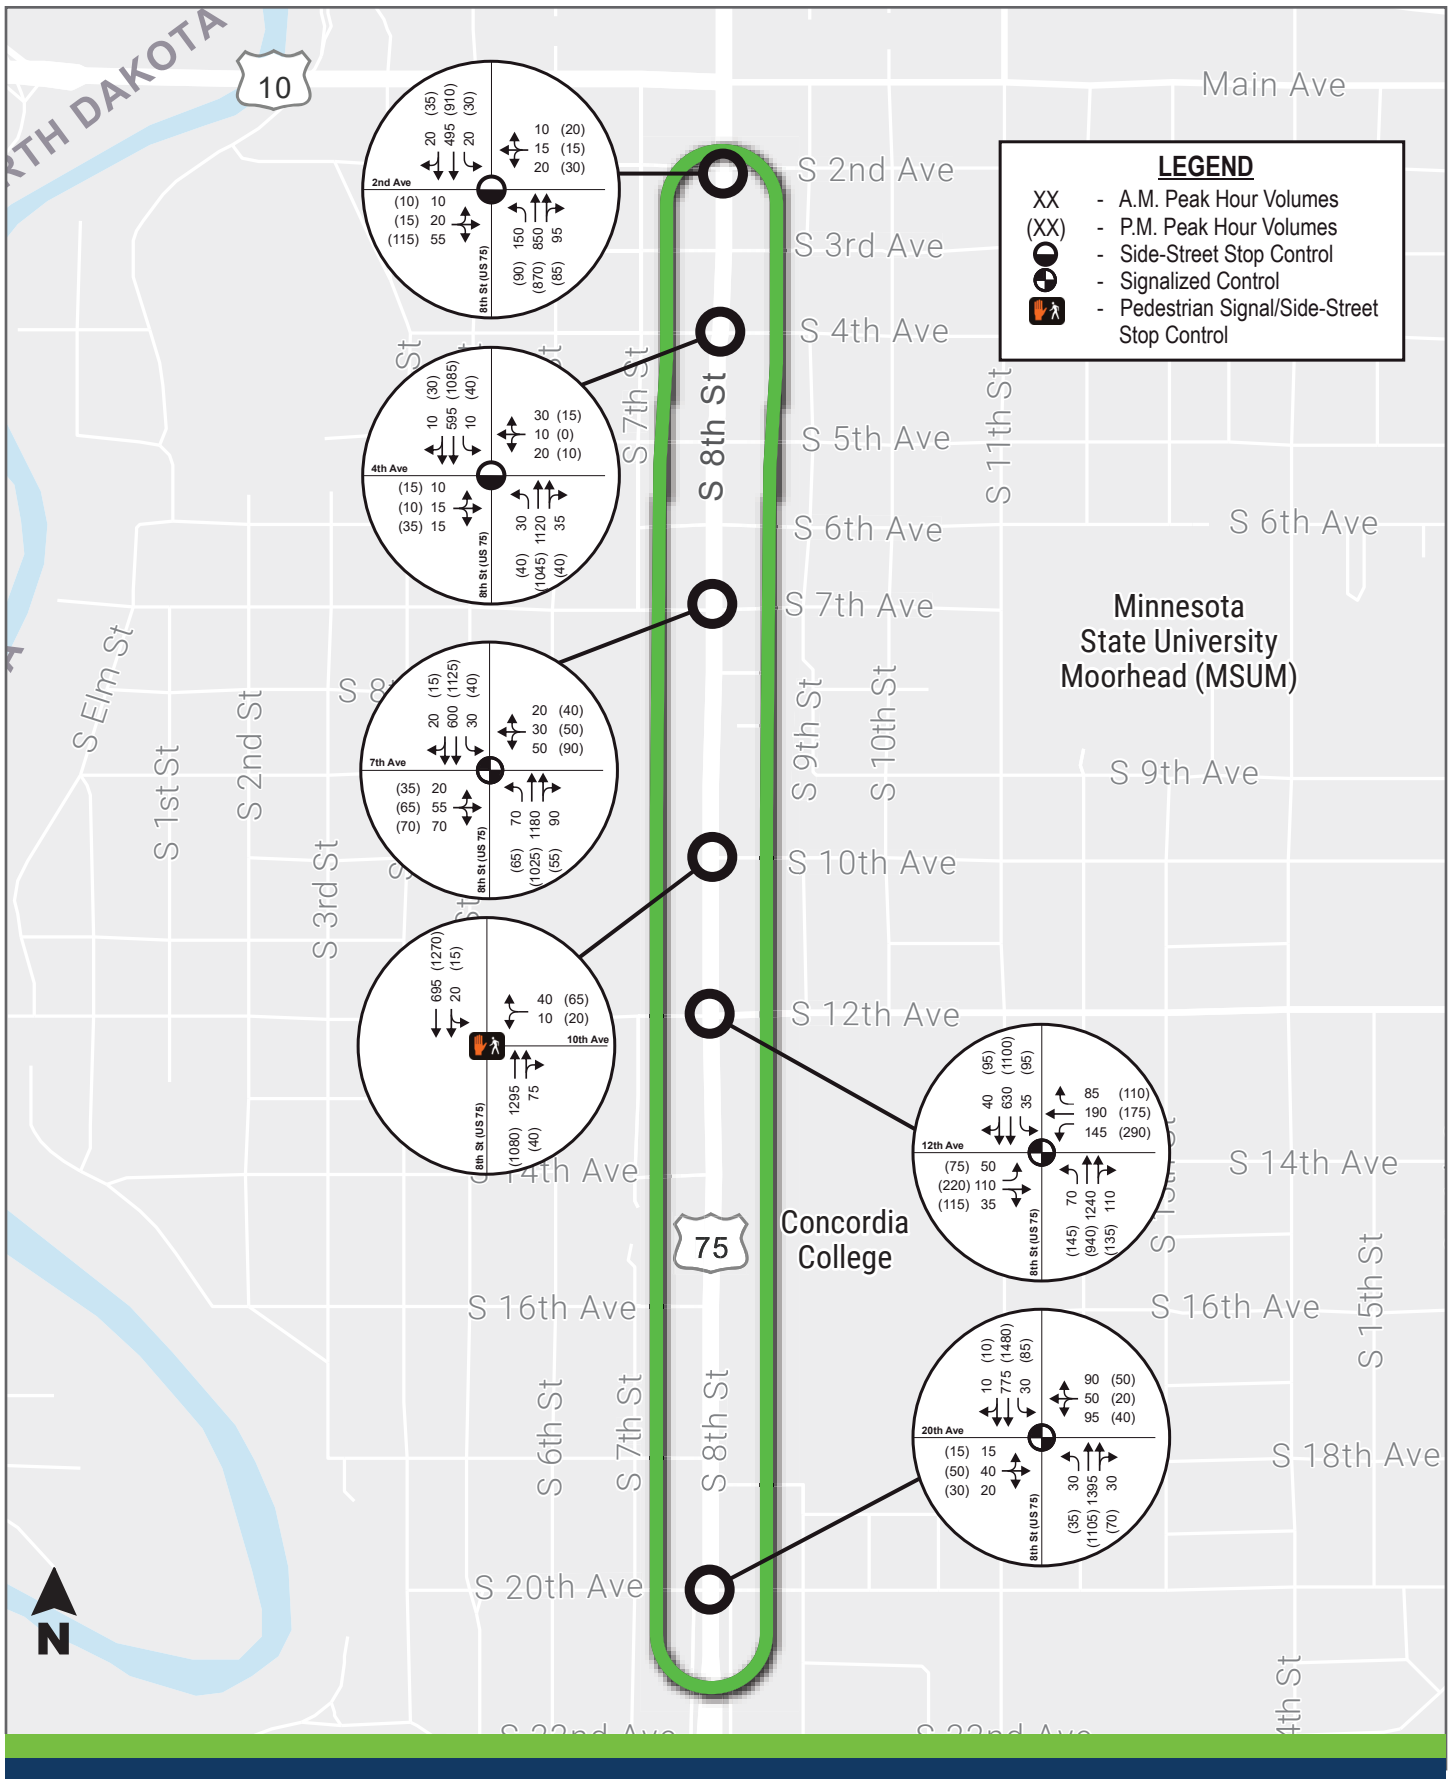 RTH DAKOTA
10
Main Ave
S 2nd Ave
S 3rd Ave
S 4th Ave
S 5th Ave
S 6th Ave
S 6th Ave
S 7th Ave
S 9th Ave
S 10th Ave
S 12th Ave
S 14th Ave
S 14th Ave
S 16th Ave
S 16th Ave
S 18th Ave
S 20th Ave
S 22nd Ave
S 22nd Ave
LEGEND
XX - A.M. Peak Hour Volumes
(XX) - P.M. Peak Hour Volumes
- Side-Street Stop Control
- Signalized Control
- Pedestrian Signal/Side-Street
Stop Control
Minnesota
State University
Moorhead (MSUM)
Concordia
College
75
S 7th St
S 8th St
S 11th St
S Elm St
S 1st St
S 2nd St
S 3rd St
S 9th St
S 10th St
S 15th St
S 6th St
S 7th St
S 8th St
4th St
St
St
St
A
N
2nd Ave
8th St (US 75)
20 (35)
495 (910)
20 (30)
10 (20)
15 (15)
20 (30)
(10) 10
(15) 20
(115) 55
(90) 150
(870) 850
(85) 95
4th Ave
8th St (US 75)
10 (30)
595 (1085)
10 (40)
30 (15)
10 (0)
20 (10)
(15) 10
(10) 15
(35) 15
(40) 30
(1045) 1120
(40) 35
7th Ave
8th St (US 75)
20 (15)
600 (1125)
30 (40)
20 (40)
30 (50)
50 (90)
(35) 20
(65) 55
(70) 70
(65) 70
(1025) 1180
(55) 90
10th Ave
8th St (US 75)
695 (1270)
20 (15)
40 (65)
10 (20)
(1080) 1295
(40) 75
12th Ave
8th St (US 75)
40 (95)
630 (1100)
35 (95)
85 (110)
190 (175)
145 (290)
(75) 50
(220) 110
(115) 35
(145) 70
(940) 1240
(135) 110
20th Ave
8th St (US 75)
10 (10)
775 (1480)
30 (85)
90 (50)
50 (20)
95 (40)
(15) 15
(50) 40
(30) 20
(35) 30
(1105) 1395
(70) 30